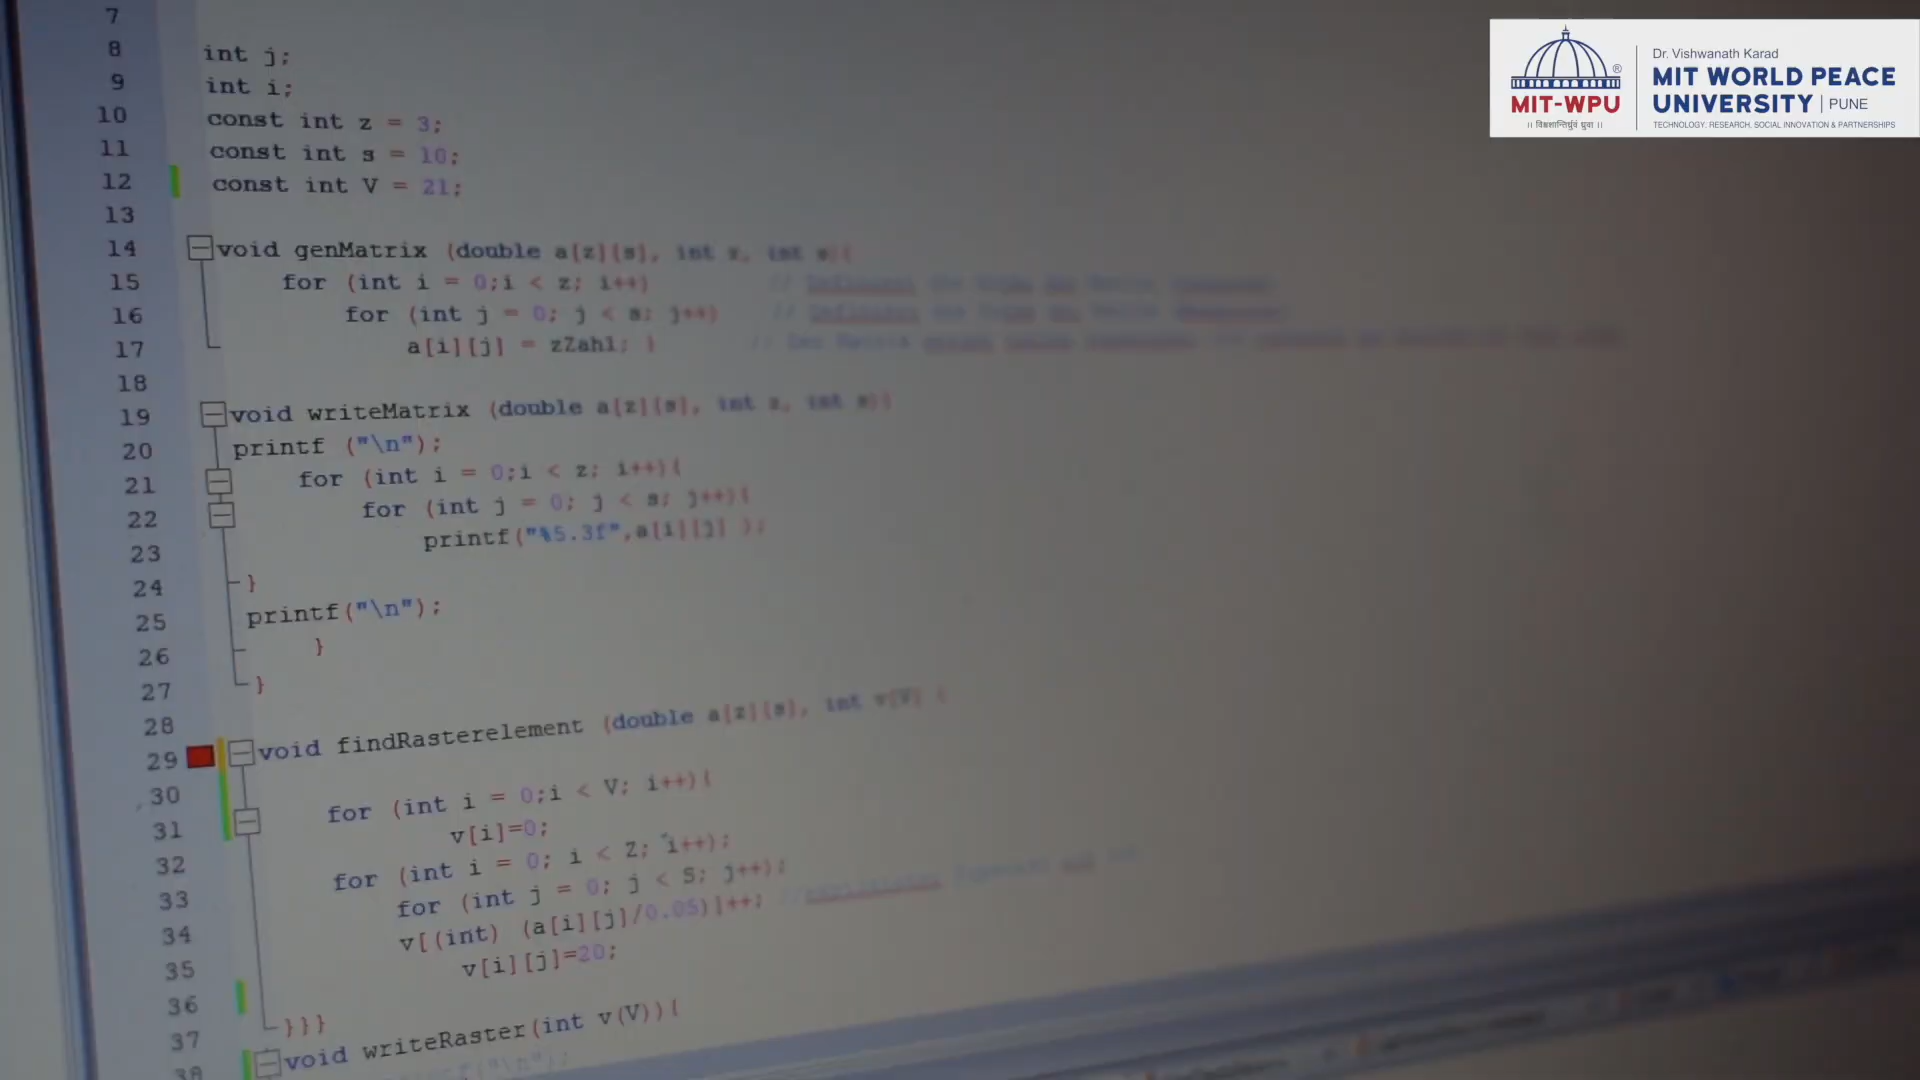 7
8 int j;
9 int i;
10 const int z = 3;
11 const int s = 10;
12 const int V = 21;
13
14 void genMatrix (double a[z][s], int z, int s){
15 for (int i = 0;i < z; i++) //
16 for (int j = 0; j < s; j++) //
17 a[i][j] = zZahl; } //
18
19 void writeMatrix (double a[z][s], int z, int s){
20 printf ("\n");
21 for (int i = 0;i < z; i++){
22 for (int j = 0; j < s; j++){
23 printf("%5.3f",a[i][j] );
24 }
25 printf("\n");
26 }
27 }
28
29 void findRasterelement (double a[z][s], int v[V] {
30
31 for (int i = 0;i < V; i++){
32 v[i]=0;
33 for (int i = 0; i < Z; i++);
34 for (int j = 0; j < S; j++);
35 v[(int) (a[i][j]/0.05)]++; //
36 v[i][j]=20;
37 }}}
38 void writeRaster(int v(V)){
printf("\n");
MIT-WPU
®
।। विश्वशान्तिर्ध्रुवं ध्रुवा ।।
Dr. Vishwanath Karad
MIT WORLD PEACE
UNIVERSITY | PUNE
TECHNOLOGY, RESEARCH, SOCIAL INNOVATION & PARTNERSHIPS